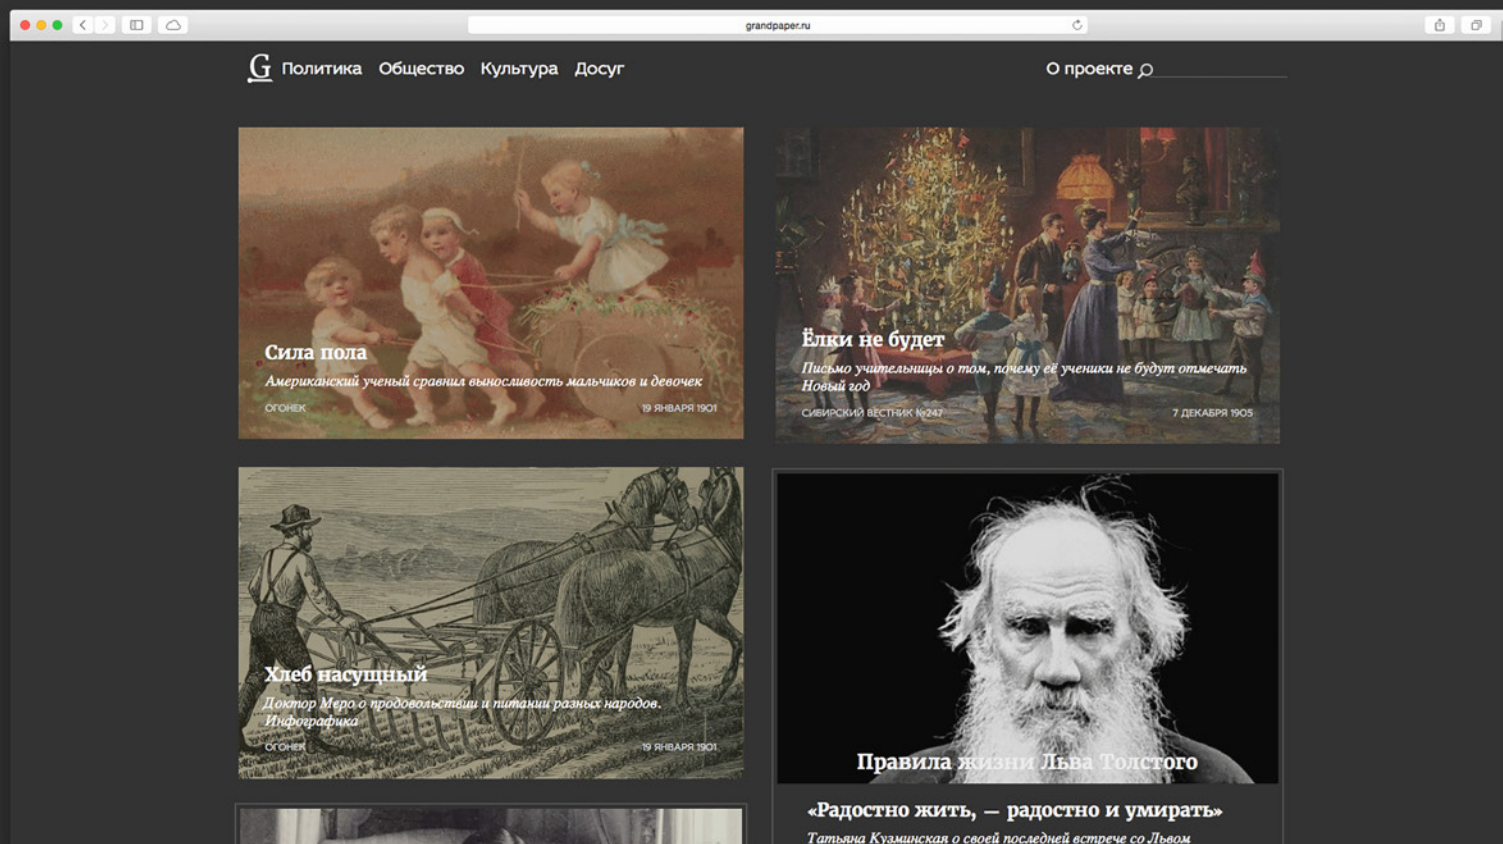 grandpaper.ru
G Политика Общество Культура Досуг О проекте
Сила пола
Американский ученый сравнил выносливость мальчиков и девочек
ОГОНЕК 19 ЯНВАРЯ 1901
Ёлки не будет
Письмо учительницы о том, почему её ученики не будут отмечать
Новый год
СИБИРСКИЙ ВЕСТНИК №247 7 ДЕКАБРЯ 1905
Хлеб насущный
Доктор Меро о продовольствии и питании разных народов.
Инфографика
ОГОНЕК 19 ЯНВАРЯ 1901
Правила жизни Льва Толстого
«Радостно жить, — радостно и умирать»
Татьяна Кузминская о своей последней встрече со Львом